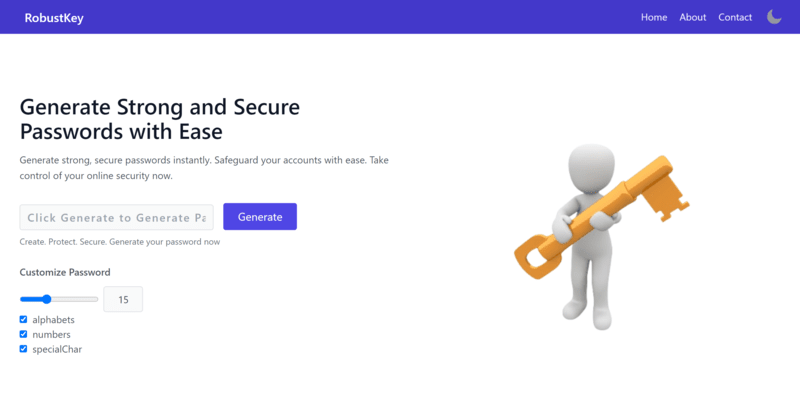 RobustKey
Home About Contact
Generate Strong and Secure
Passwords with Ease
Generate strong, secure passwords instantly. Safeguard your accounts with ease. Take
control of your online security now.
Click Generate to Generate Pa
Generate
Create. Protect. Secure. Generate your password now
Customize Password
15
alphabets
numbers
specialChar